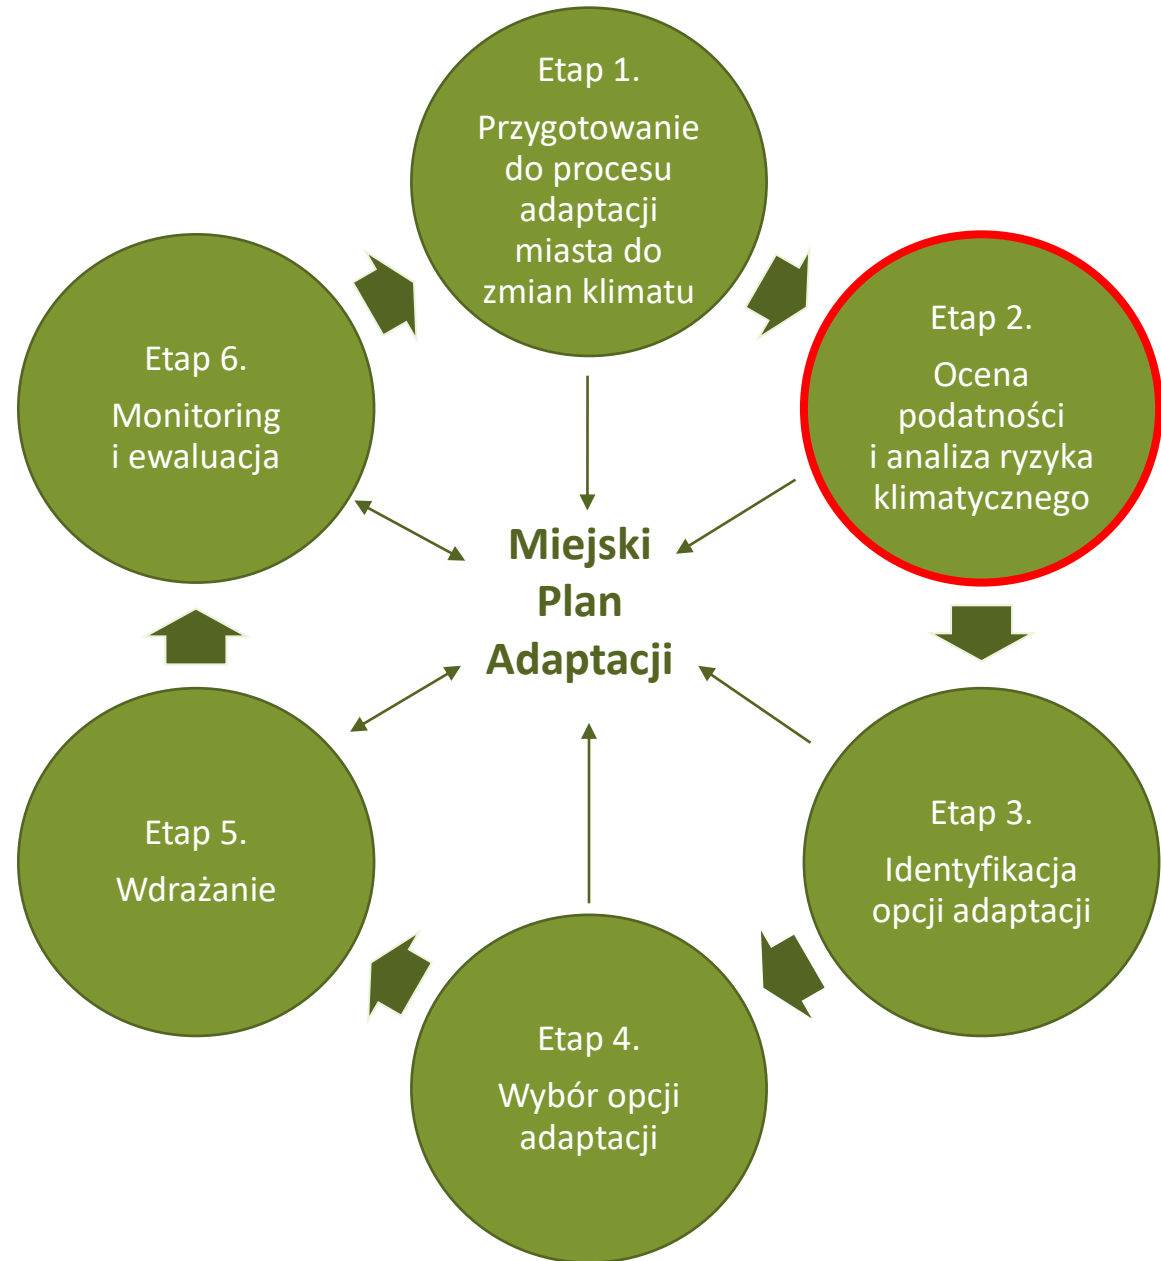 Etap 1.
Przygotowanie
do procesu
adaptacji
miasta do
zmian klimatu
Etap 2.
Ocena
podatności
i analiza ryzyka
klimatycznego
Etap 3.
Identyfikacja
opcji adaptacji
Etap 4.
Wybór opcji
adaptacji
Etap 5.
Wdrażanie
Etap 6.
Monitoring
i ewaluacja
Miejski
Plan
Adaptacji